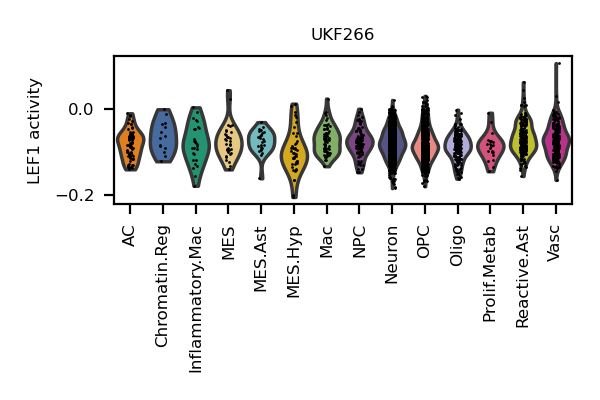 UKF266
LEF1 activity
0.0
−0.2
AC
Chromatin.Reg
Inflammatory.Mac
MES
MES.Ast
MES.Hyp
Mac
NPC
Neuron
OPC
Oligo
Prolif.Metab
Reactive.Ast
Vasc